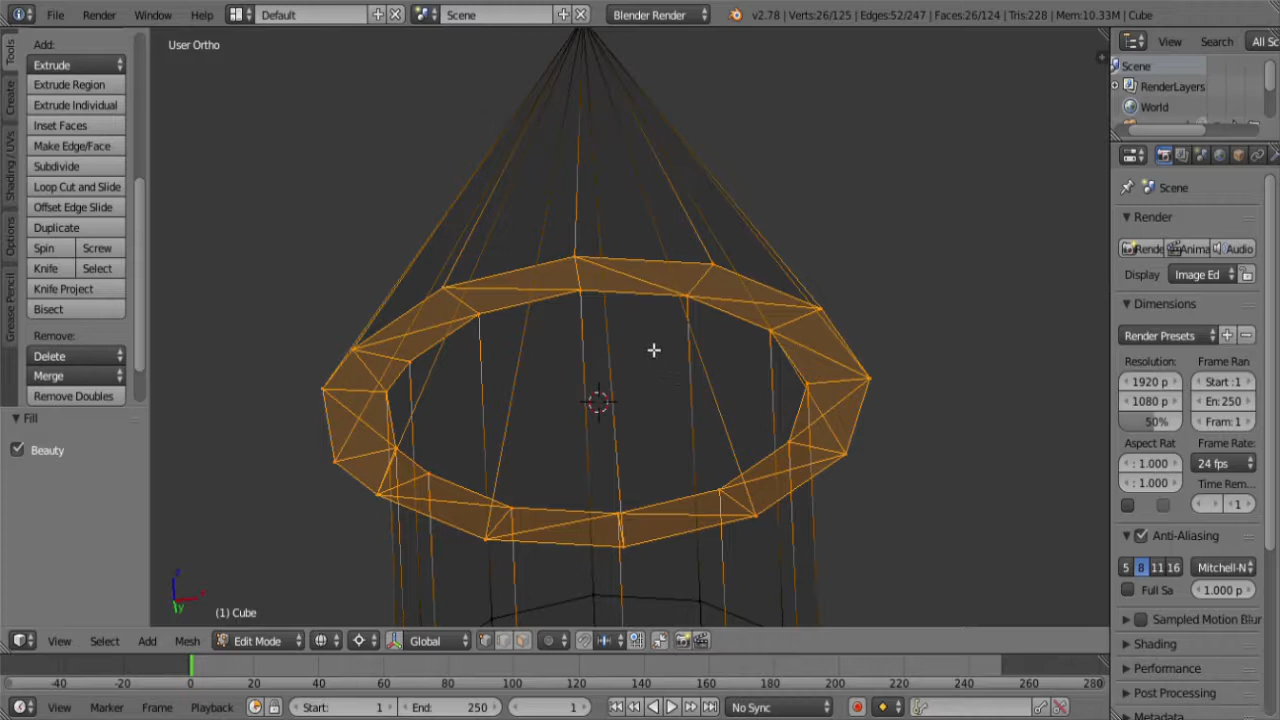 File Render Window Help Default Scene Blender Render v2.78 | Verts:26/125 | Edges:52/247 | Faces:26/124 | Tris:228 | Mem:10.33M | Cube
View Search All Sc
Tools
Create
Shading / UVs
Options
Grease Pencil
Add:
Extrude
Extrude Region
Extrude Individual
Inset Faces
Make Edge/Face
Subdivide
Loop Cut and Slide
Offset Edge Slide
Duplicate
Spin Screw
Knife Select
Knife Project
Bisect
Remove:
Delete
Merge
Remove Doubles
Fill
Beauty
User Ortho
z
x
y
(1) Cube
Scene
RenderLayers
World
Scene
Render
Rende Anima Audio
Display Image Ed
Dimensions
Render Presets
Resolution: Frame Ran
1920 p Start :1
1080 p En: 250
50% Fram: 1
Aspect Rat Frame Rate:
: 1.000 24 fps
: 1.000 Time Rem...
1
Anti-Aliasing
5 8 11 16 Mitchell-N
Full Sa 1.000 p
Sampled Motion Blur
Shading
Performance
Post Processing
Metadata
View Select Add Mesh Edit Mode Global
-40 -20 0 20 40 60 80 100 120 140 160 180 200 220 240 260 280
View Marker Frame Playback Start: 1 End: 250 1 No Sync